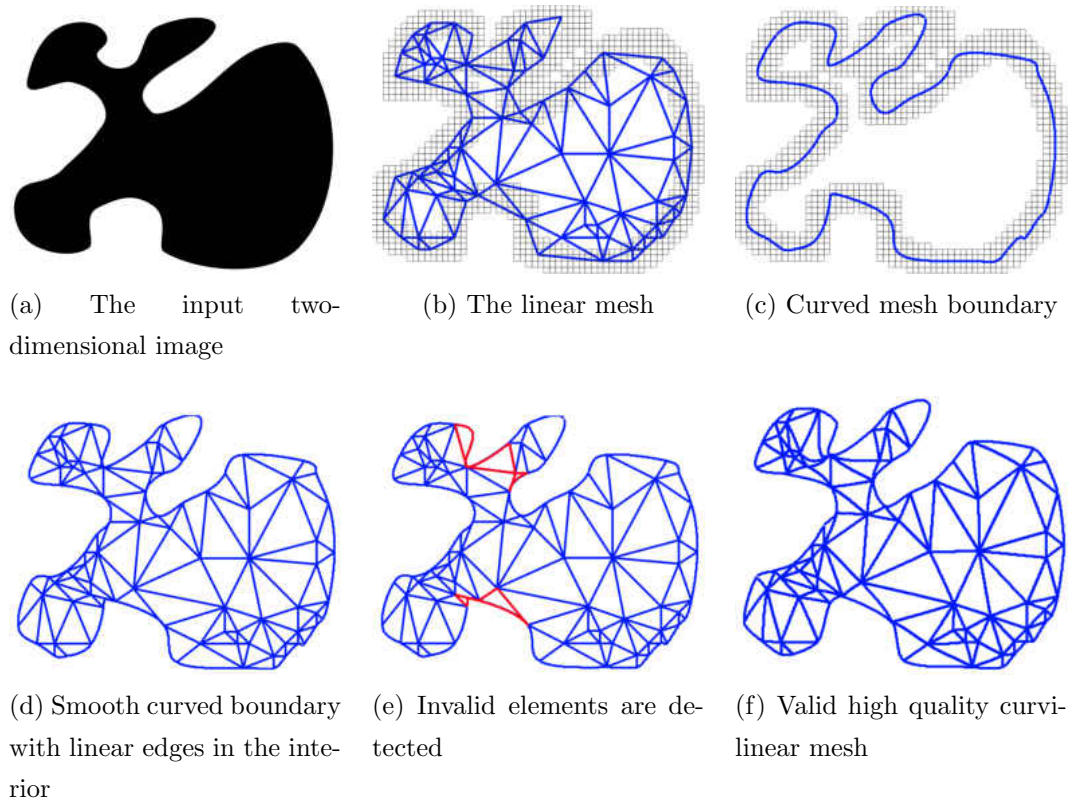 (a) The input two-
dimensional image
(b) The linear mesh
(c) Curved mesh boundary
(d) Smooth curved boundary
with linear edges in the inte-
rior
(e) Invalid elements are de-
tected
(f) Valid high quality curvi-
linear mesh